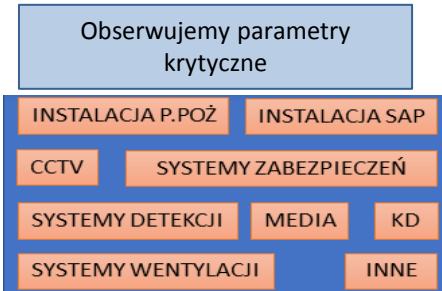 Obserwujemy parametry
krytyczne
INSTALACJA P.POŻ
INSTALACJA SAP
CCTV
SYSTEMY ZABEZPIECZEŃ
SYSTEMY DETEKCJI
MEDIA
KD
SYSTEMY WENTYLACJI
INNE